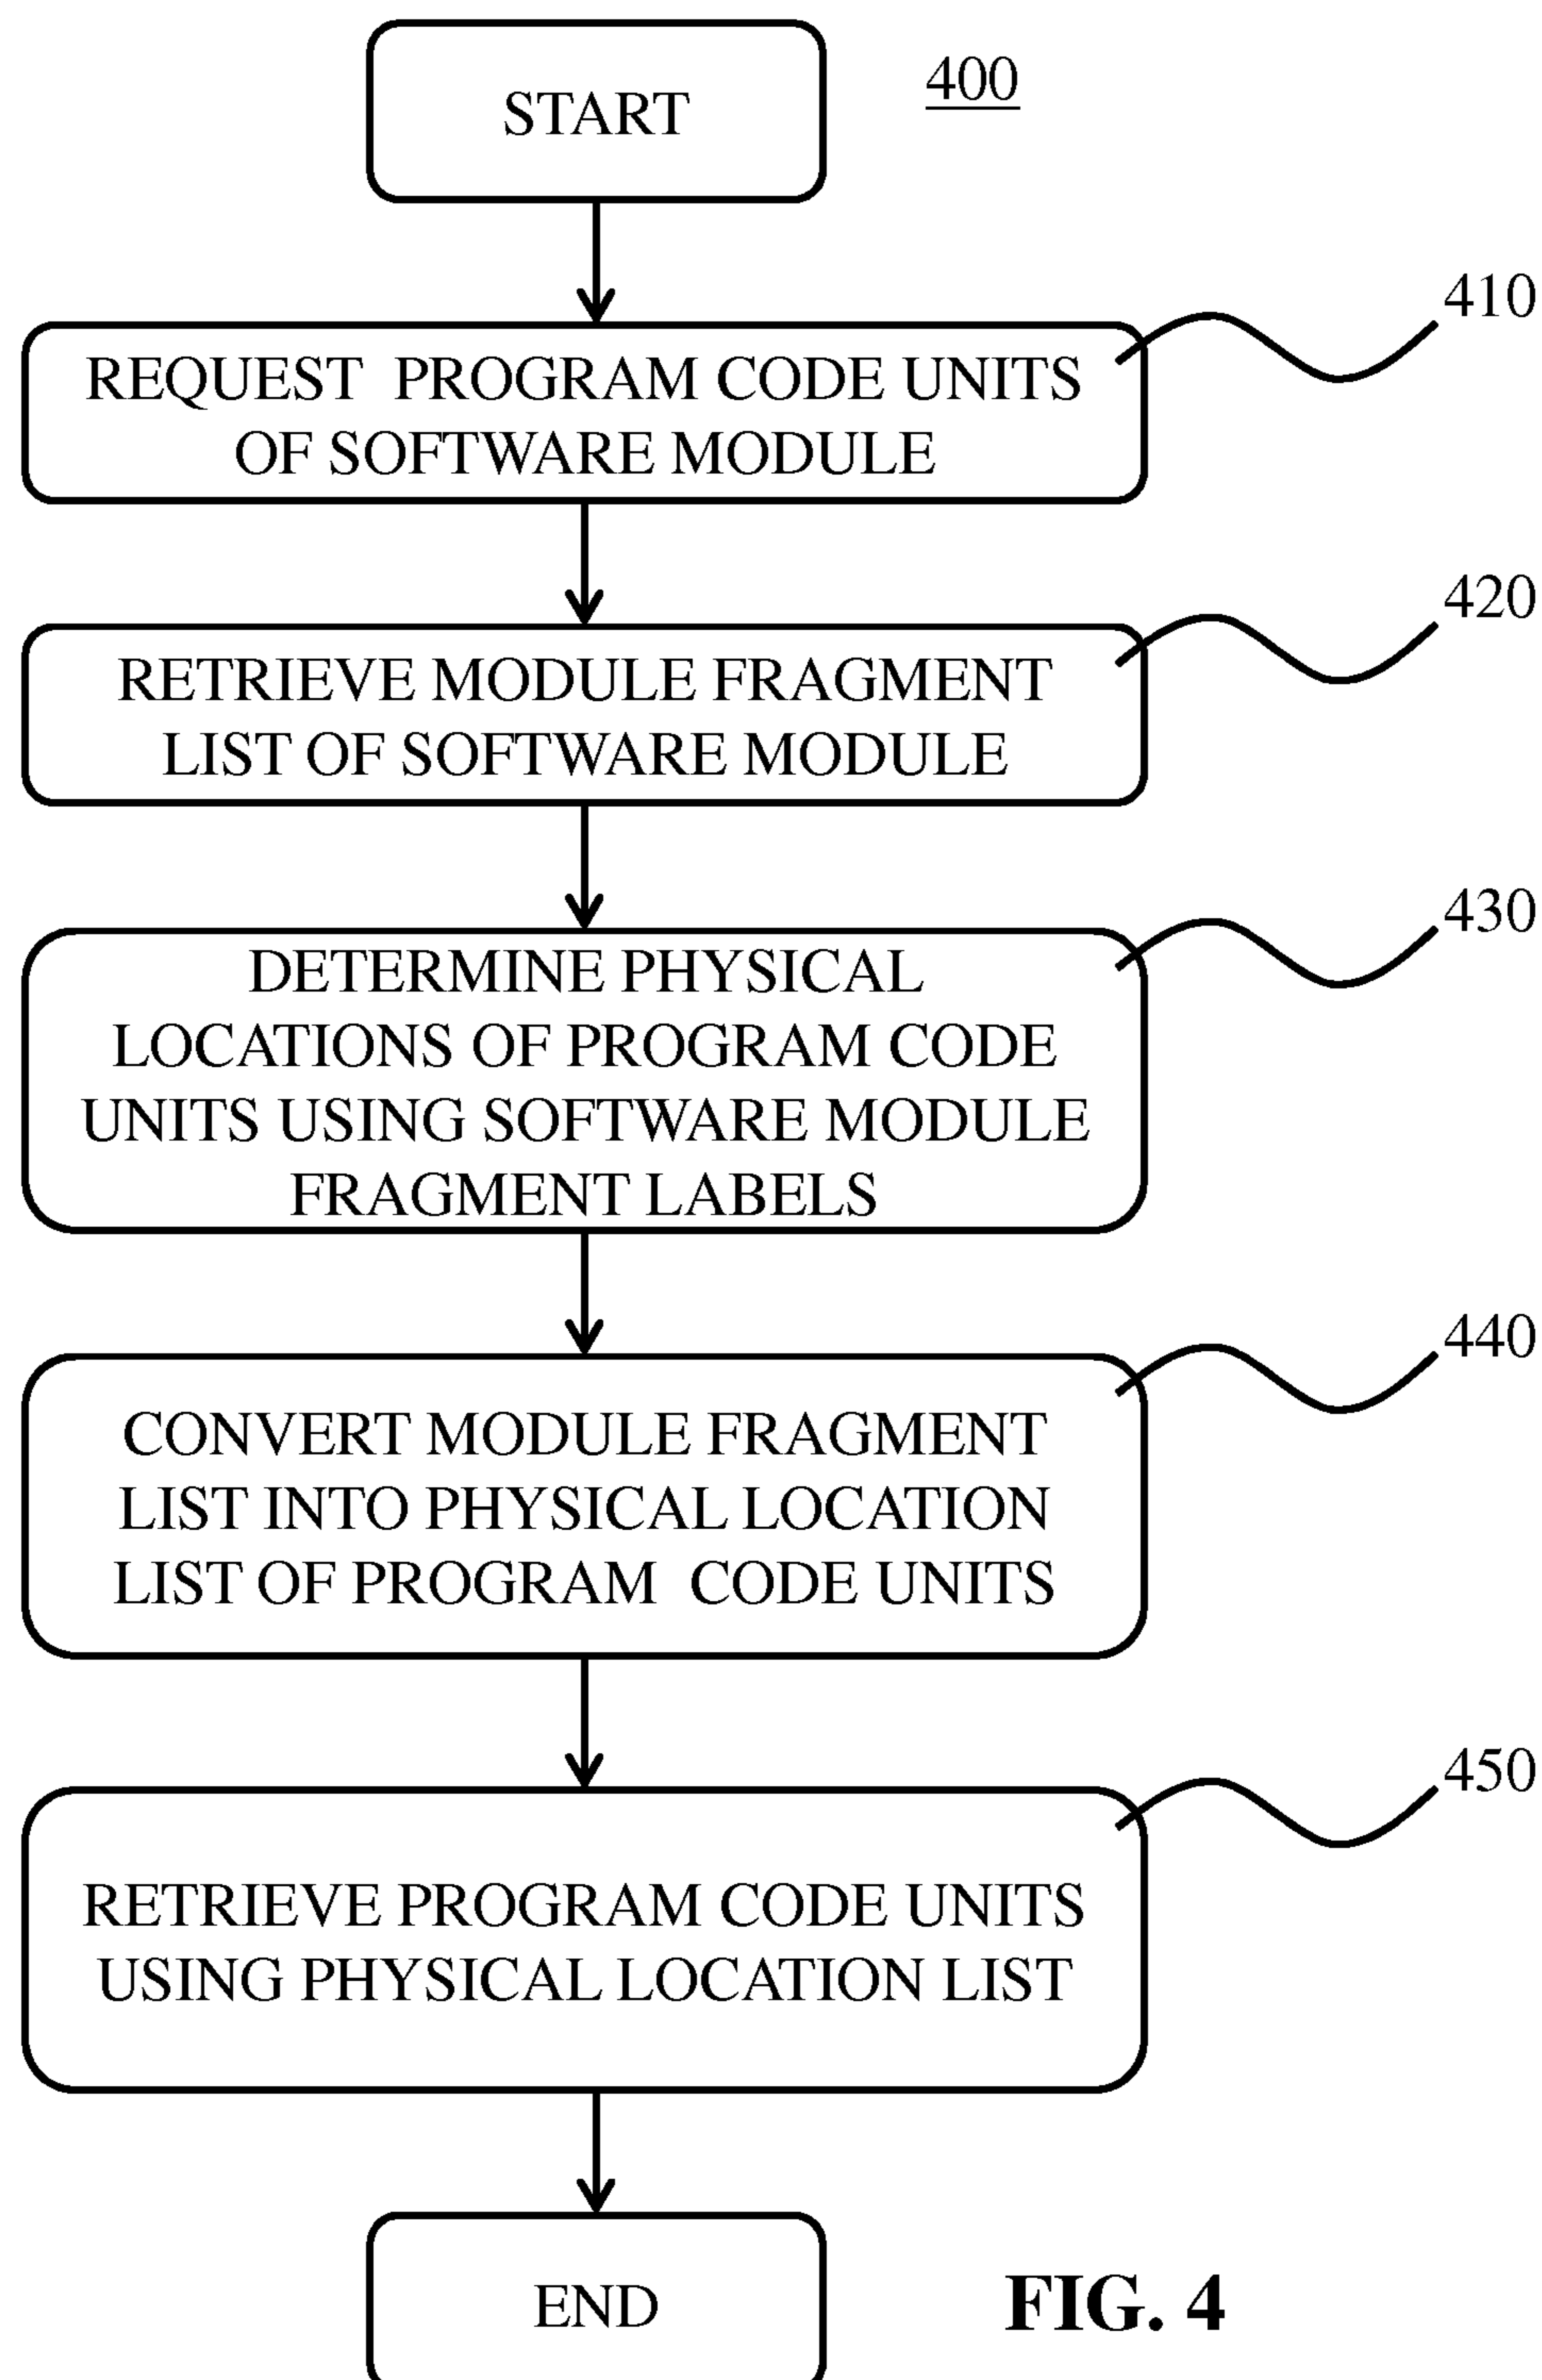 START
400
410
REQUEST PROGRAM CODE UNITS
OF SOFTWARE MODULE
420
RETRIEVE MODULE FRAGMENT
LIST OF SOFTWARE MODULE
430
DETERMINE PHYSICAL
LOCATIONS OF PROGRAM CODE
UNITS USING SOFTWARE MODULE
FRAGMENT LABELS
440
CONVERT MODULE FRAGMENT
LIST INTO PHYSICAL LOCATION
LIST OF PROGRAM CODE UNITS
450
RETRIEVE PROGRAM CODE UNITS
USING PHYSICAL LOCATION LIST
END
FIG. 4